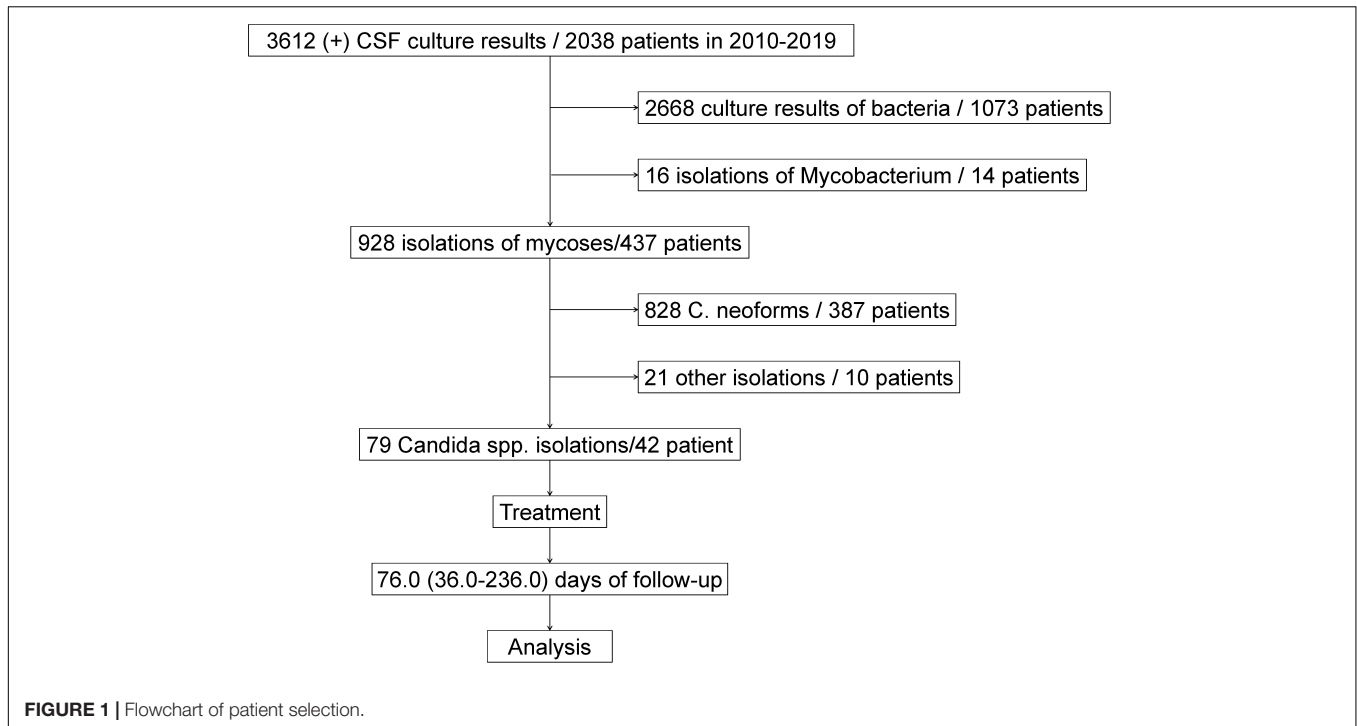 3612 (+) CSF culture results / 2038 patients in 2010-2019
2668 culture results of bacteria / 1073 patients
16 isolations of Mycobacterium / 14 patients
928 isolations of mycoses/437 patients
828 C. neoforms / 387 patients
21 other isolations / 10 patients
79 Candida spp. isolations/42 patient
Treatment
76.0 (36.0-236.0) days of follow-up
Analysis
FIGURE 1 | Flowchart of patient selection.